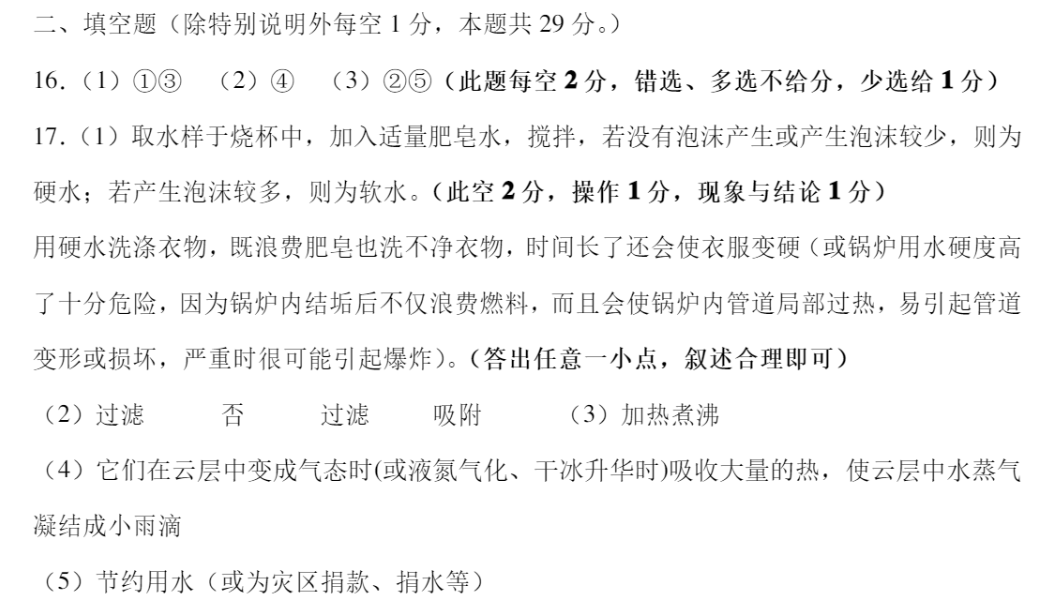 二、填空题（除特别说明外每空 1 分，本题共 29 分。）
16.（1）①③ （2）④ （3）②⑤（此题每空 2 分，错选、多选不给分，少选给 1 分）
17.（1）取水样于烧杯中，加入适量肥皂水，搅拌，若没有泡沫产生或产生泡沫较少，则为
硬水；若产生泡沫较多，则为软水。（此空 2 分，操作 1 分，现象与结论 1 分）
用硬水洗涤衣物，既浪费肥皂也洗不净衣物，时间长了还会使衣服变硬（或锅炉用水硬度高
了十分危险，因为锅炉内结垢后不仅浪费燃料，而且会使锅炉内管道局部过热，易引起管道
变形或损坏，严重时很可能引起爆炸）。（答出任意一小点，叙述合理即可）
（2）过滤 否 过滤 吸附 （3）加热煮沸
（4）它们在云层中变成气态时(或液氮气化、干冰升华时)吸收大量的热，使云层中水蒸气
凝结成小雨滴
（5）节约用水（或为灾区捐款、捐水等）